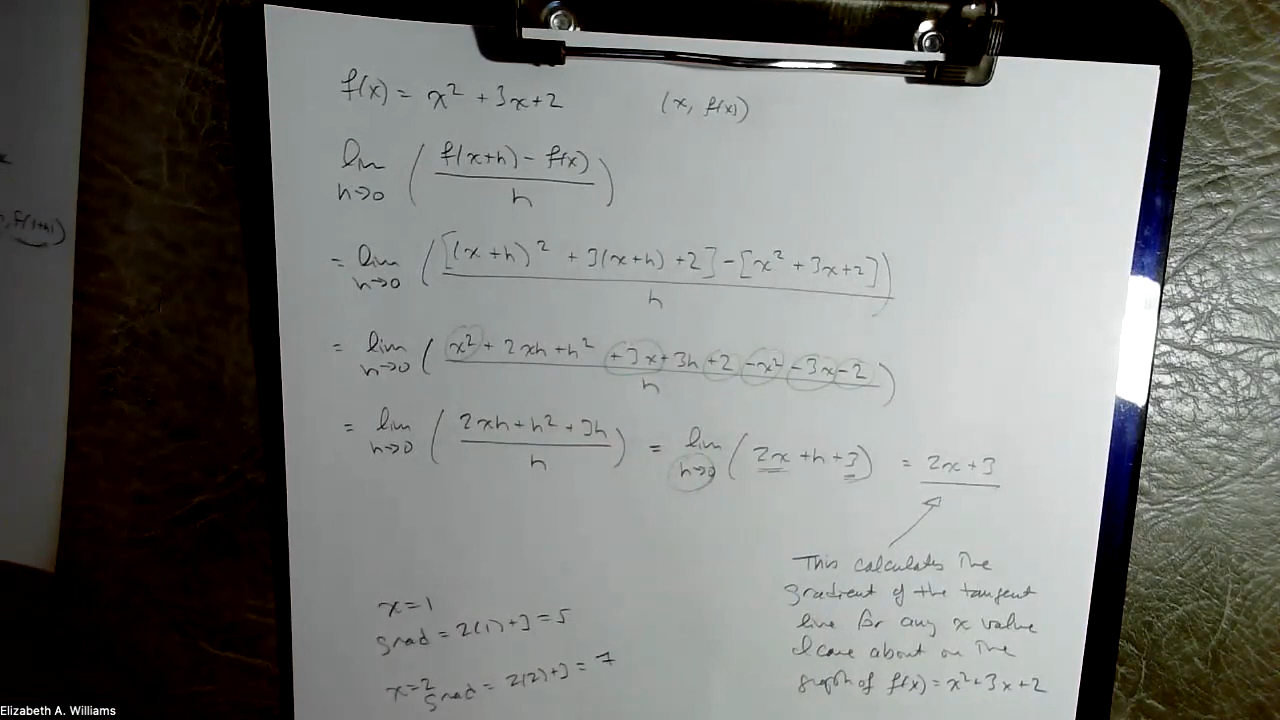 f(x) = x² + 3x + 2 (x, f(x))
lim h→0 ( f(x+h) - f(x) / h )
= lim h→0 ( [(x+h)² + 3(x+h) + 2] - [x² + 3x + 2] / h )
= lim h→0 ( x² + 2xh + h² + 3x + 3h + 2 - x² - 3x - 2 / h )
= lim h→0 ( 2xh + h² + 3h / h ) = lim h→0 ( 2x + h + 3 ) = 2x + 3
This calculates the
gradient of the tangent
line for any x value
I care about on the
graph of f(x) = x² + 3x + 2
x = 1
grad = 2(1) + 3 = 5
x = 2
grad = 2(2) + 3 = 7
, f(1+h))
Elizabeth A. Williams